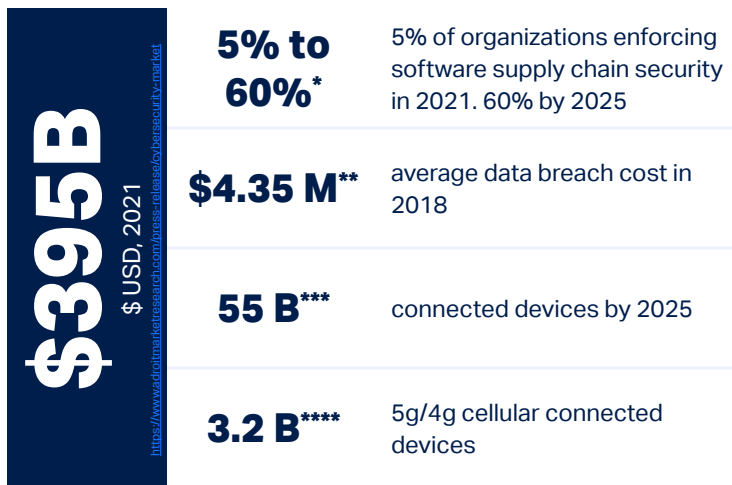 $395B
$ USD, 2021
https://www.adroitmarketresearch.com/press-release/cybersecurity-market
5% to
60%*
5% of organizations enforcing
software supply chain security
in 2021. 60% by 2025
$4.35 M**
average data breach cost in
2018
55 B***
connected devices by 2025
3.2 B****
5g/4g cellular connected
devices